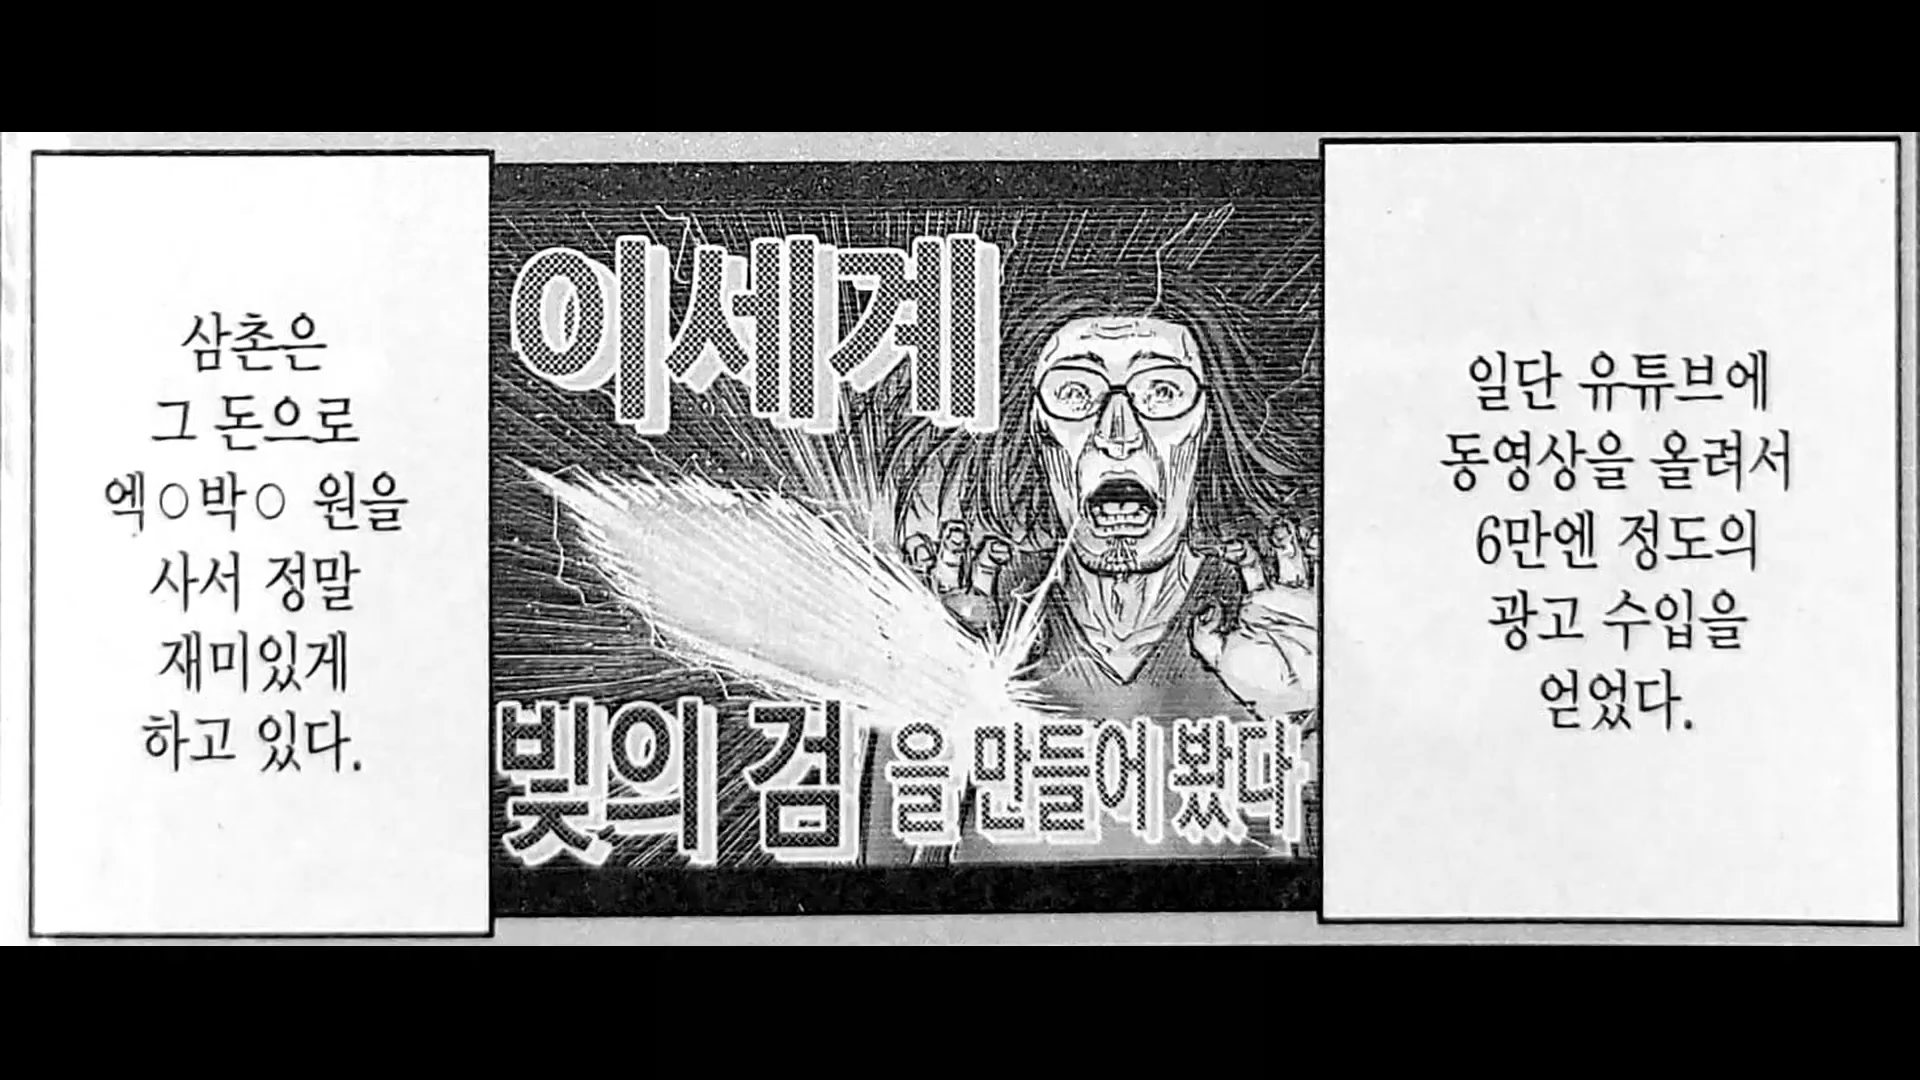 일단 유튜브에
동영상을 올려서
6만엔 정도의
광고 수입을
얻었다.
이세계
빛의 검을 만들어 봤다
삼촌은
그 돈으로
엑○박○ 원을
사서 정말
재미있게
하고 있다.